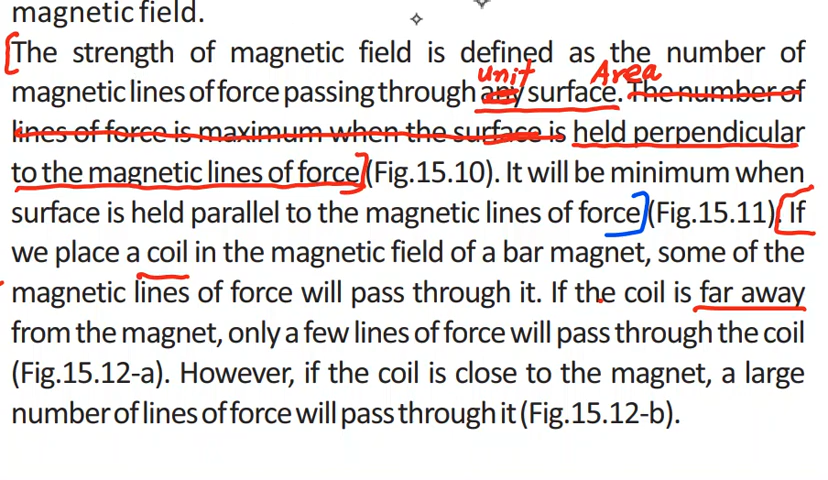 magnetic field.
The strength of magnetic field is defined as the number of
unit Area
magnetic lines of force passing through any surface. The number of
lines of force is maximum when the surface is held perpendicular
to the magnetic lines of force (Fig.15.10). It will be minimum when
surface is held parallel to the magnetic lines of force (Fig.15.11). If
we place a coil in the magnetic field of a bar magnet, some of the
magnetic lines of force will pass through it. If the coil is far away
from the magnet, only a few lines of force will pass through the coil
(Fig.15.12-a). However, if the coil is close to the magnet, a large
number of lines of force will pass through it (Fig.15.12-b).